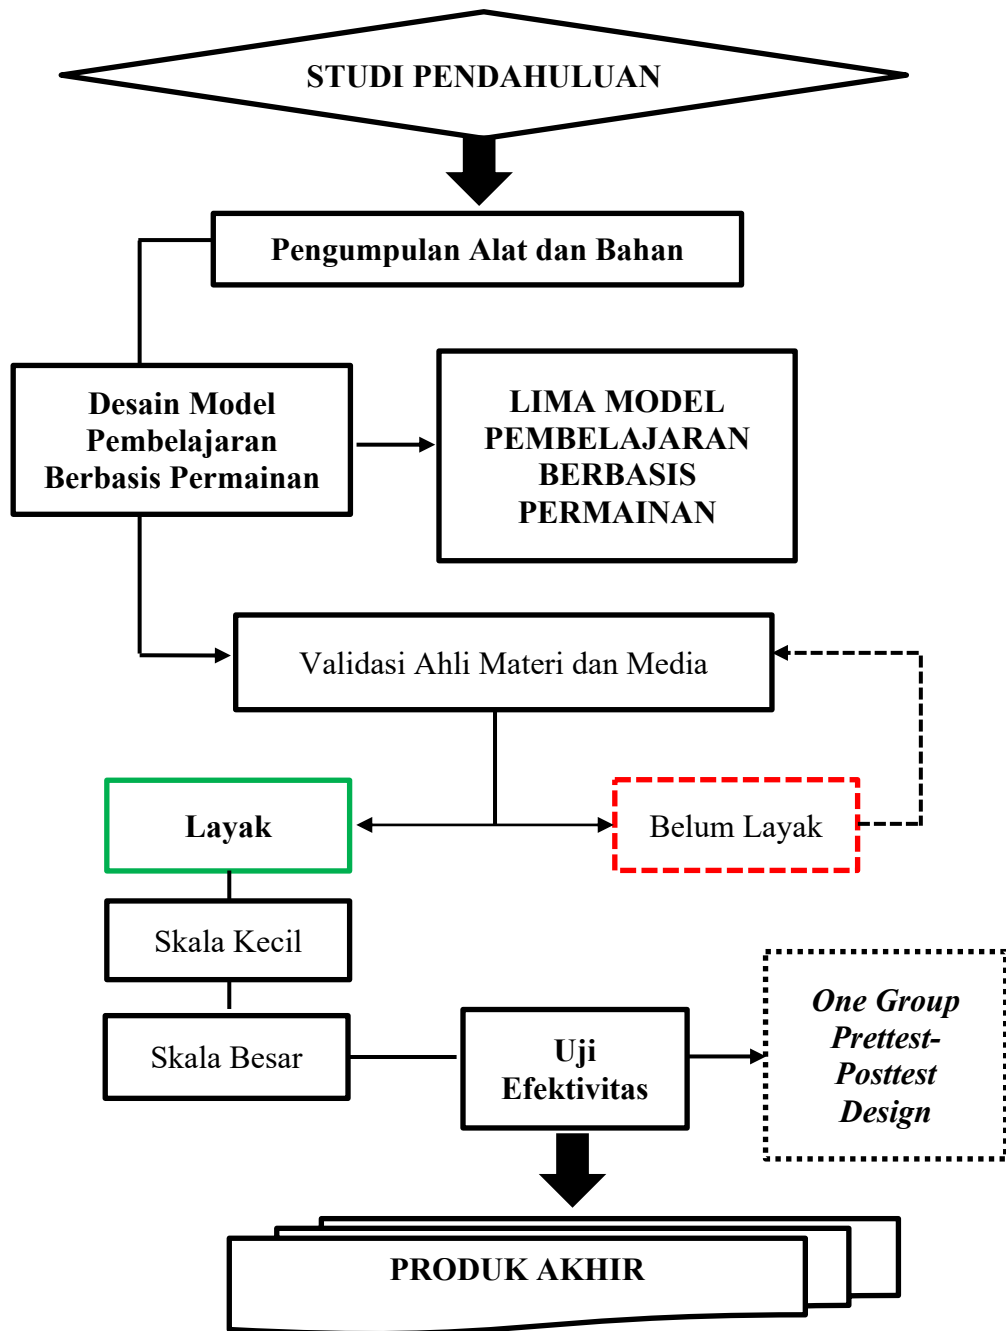 STUDI PENDAHULUAN
Pengumpulan Alat dan Bahan
Desain Model
Pembelajaran
Berbasis Permainan
LIMA MODEL
PEMBELAJARAN
BERBASIS
PERMAINAN
Validasi Ahli Materi dan Media
Layak
Belum Layak
Skala Kecil
Skala Besar
Uji
Efektivitas
One Group
Prettest-
Posttest
Design
PRODUK AKHIR